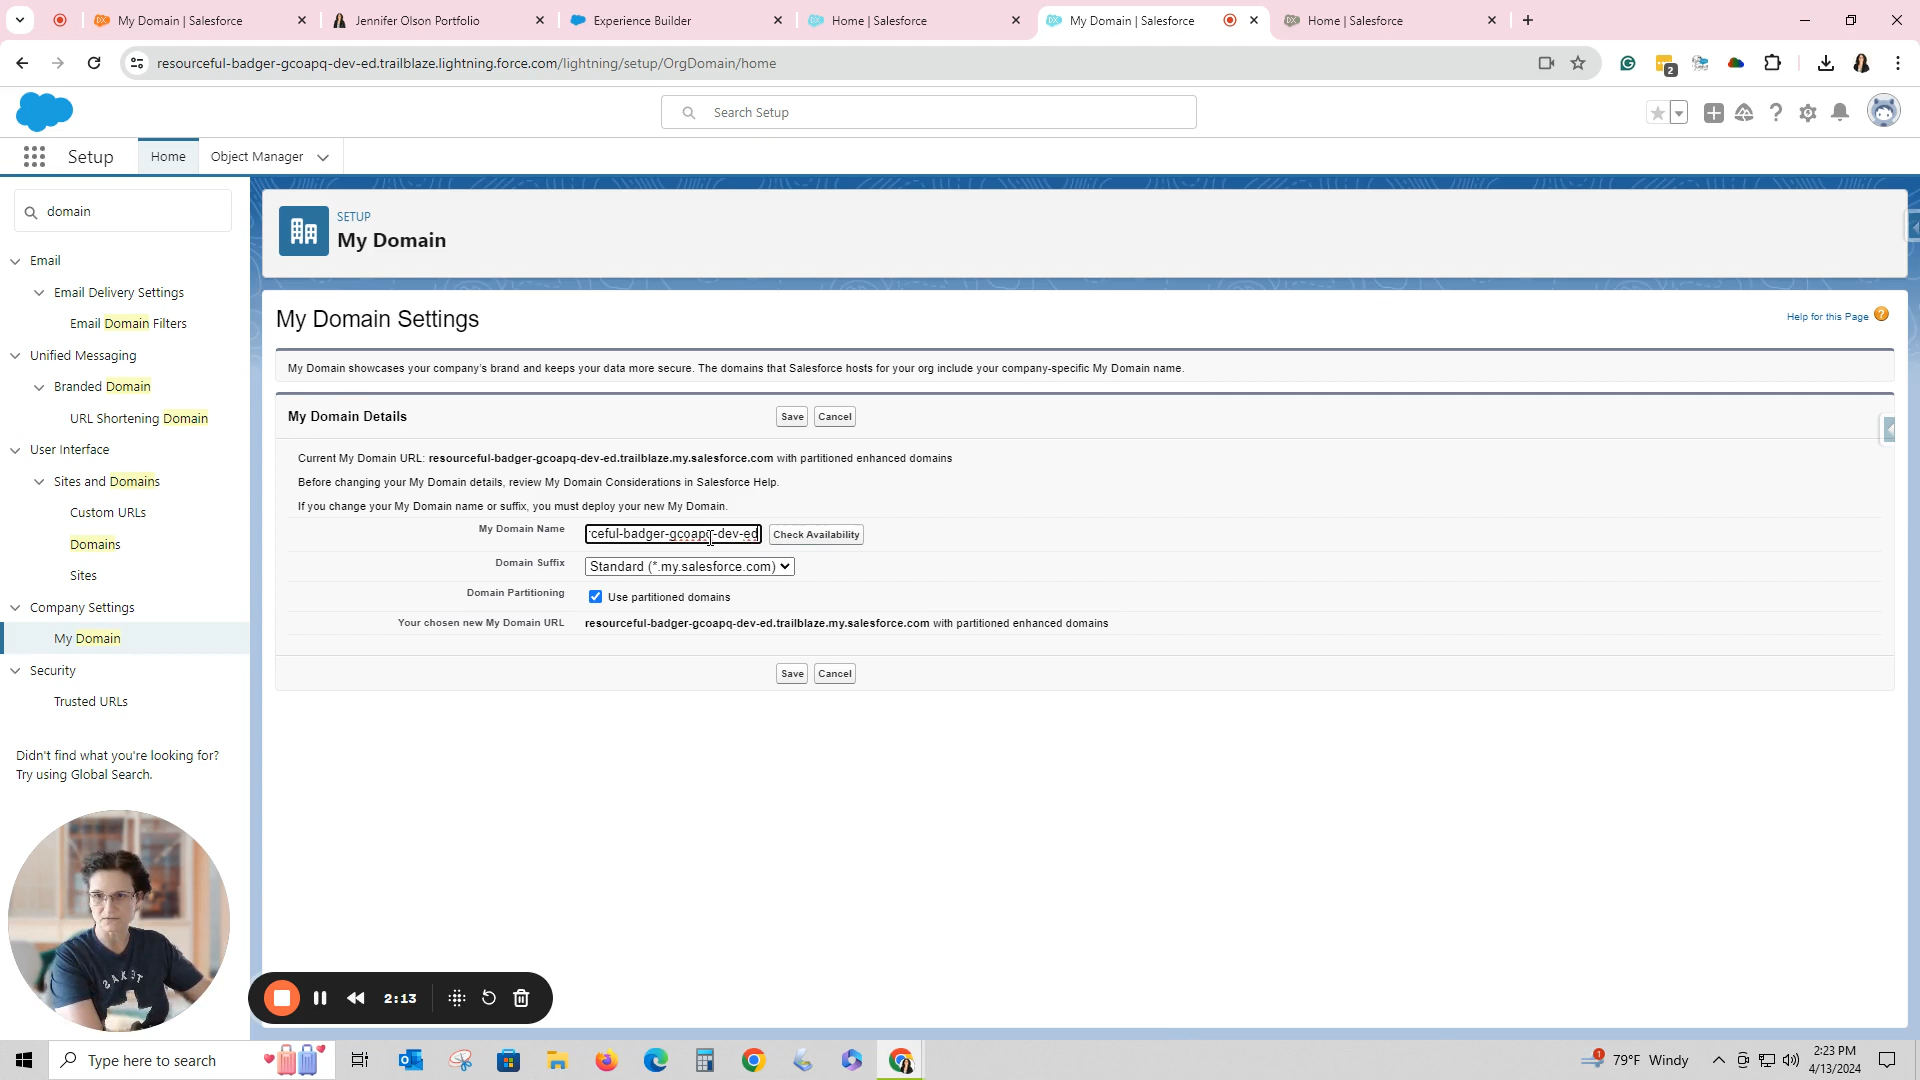 My Domain | Salesforce
Jennifer Olson Portfolio
Experience Builder
Home | Salesforce
My Domain | Salesforce
Home | Salesforce
resourceful-badger-gcoapq-dev-ed.trailblaze.lightning.force.com/lightning/setup/OrgDomain/home
2
Search Setup
Setup
Home
Object Manager
domain
Email
Email Delivery Settings
Email Domain Filters
Unified Messaging
Branded Domain
URL Shortening Domain
User Interface
Sites and Domains
Custom URLs
Domains
Sites
Company Settings
My Domain
Security
Trusted URLs
Didn't find what you're looking for?
Try using Global Search.
SETUP
My Domain
My Domain Settings
Help for this Page ?
My Domain showcases your company's brand and keeps your data more secure. The domains that Salesforce hosts for your org include your company-specific My Domain name.
My Domain Details
Save
Cancel
Current My Domain URL: resourceful-badger-gcoapq-dev-ed.trailblaze.my.salesforce.com with partitioned enhanced domains
Before changing your My Domain details, review My Domain Considerations in Salesforce Help.
If you change your My Domain name or suffix, you must deploy your new My Domain.
My Domain Name
rceful-badger-gcoapq-dev-ed
Check Availability
Domain Suffix
Standard (*.my.salesforce.com)
Domain Partitioning
Use partitioned domains
Your chosen new My Domain URL
resourceful-badger-gcoapq-dev-ed.trailblaze.my.salesforce.com with partitioned enhanced domains
Save
Cancel
2:13
Type here to search
1
79°F Windy
2:23 PM
4/13/2024